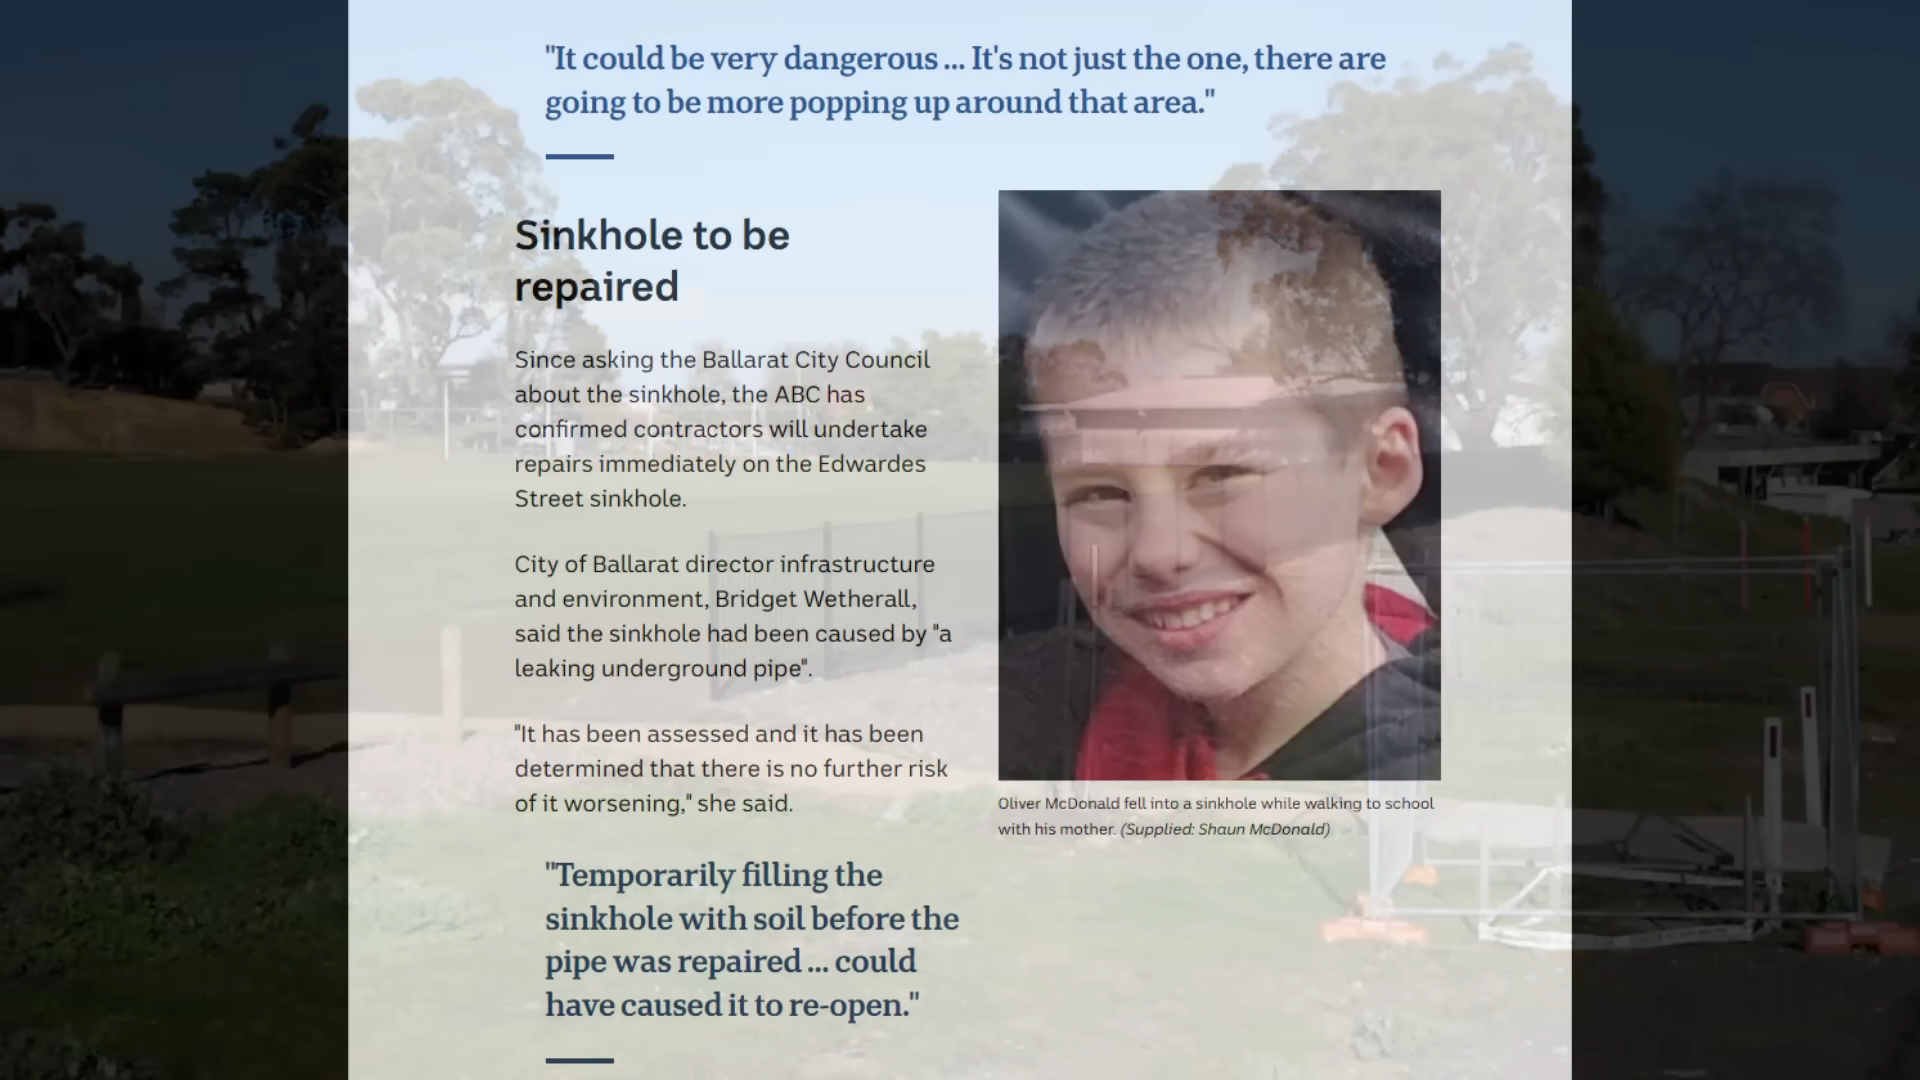 "It could be very dangerous ... It's not just the one, there are
going to be more popping up around that area."
Sinkhole to be
repaired
Since asking the Ballarat City Council
about the sinkhole, the ABC has
confirmed contractors will undertake
repairs immediately on the Edwardes
Street sinkhole.
City of Ballarat director infrastructure
and environment, Bridget Wetherall,
said the sinkhole had been caused by "a
leaking underground pipe".
"It has been assessed and it has been
determined that there is no further risk
of it worsening," she said.
"Temporarily filling the
sinkhole with soil before the
pipe was repaired ... could
have caused it to re-open."
Oliver McDonald fell into a sinkhole while walking to school
with his mother. (Supplied: Shaun McDonald)